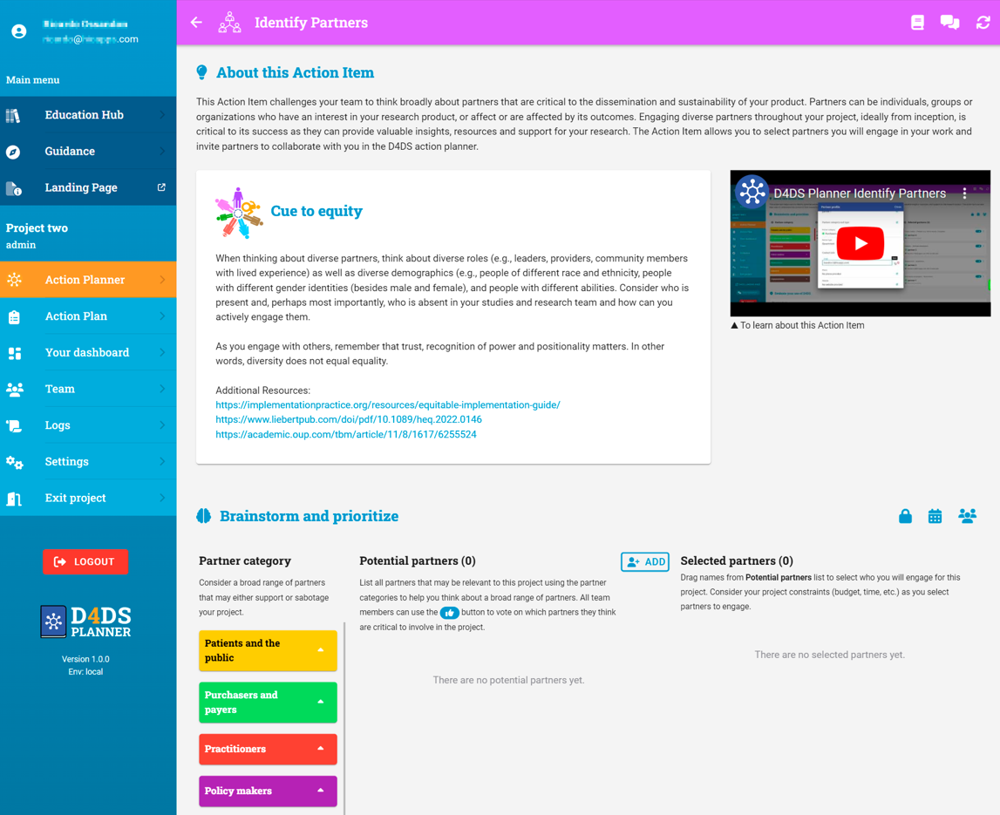 @ .com
Main menu
Education Hub
Guidance
Landing Page
Project two
admin
Action Planner
Action Plan
Your dashboard
Team
Logs
Settings
Exit project
LOGOUT
D4DS
PLANNER
Version 1.0.0
Env: local
Identify Partners
About this Action Item
This Action Item challenges your team to think broadly about partners that are critical to the dissemination and sustainability of your product. Partners can be individuals, groups or
organizations who have an interest in your research product, or affect or are affected by its outcomes. Engaging diverse partners throughout your project, ideally from inception, is
critical to its success as they can provide valuable insights, resources and support for your research. The Action Item allows you to select partners you will engage in your work and
invite partners to collaborate with you in the D4DS action planner.
Cue to equity
When thinking about diverse partners, think about diverse roles (e.g., leaders, providers, community members
with lived experience) as well as diverse demographics (e.g., people of different race and ethnicity, people
with different gender identities (besides male and female), and people with different abilities. Consider who is
present and, perhaps most importantly, who is absent in your studies and research team and how can you
actively engage them.
As you engage with others, remember that trust, recognition of power and positionality matters. In other
words, diversity does not equal equality.
Additional Resources:
https://implementationpractice.org/resources/equitable-implementation-guide/
https://www.liebertpub.com/doi/pdf/10.1089/heq.2022.0146
https://academic.oup.com/tbm/article/11/8/1617/6255524
D4DS Planner Identify Partners
▲ To learn about this Action Item
Brainstorm and prioritize
Partner category
Consider a broad range of partners
that may either support or sabotage
your project.
Patients and the
public
Purchasers and
payers
Practitioners
Policy makers
Potential partners (0)
ADD
List all partners that may be relevant to this project using the partner
categories to help you think about a broad range of partners. All team
members can use the button to vote on which partners they think
are critical to involve in the project.
There are no potential partners yet.
Selected partners (0)
Drag names from Potential partners list to select who you will engage for this
project. Consider your project constraints (budget, time, etc.) as you select
partners to engage.
There are no selected partners yet.